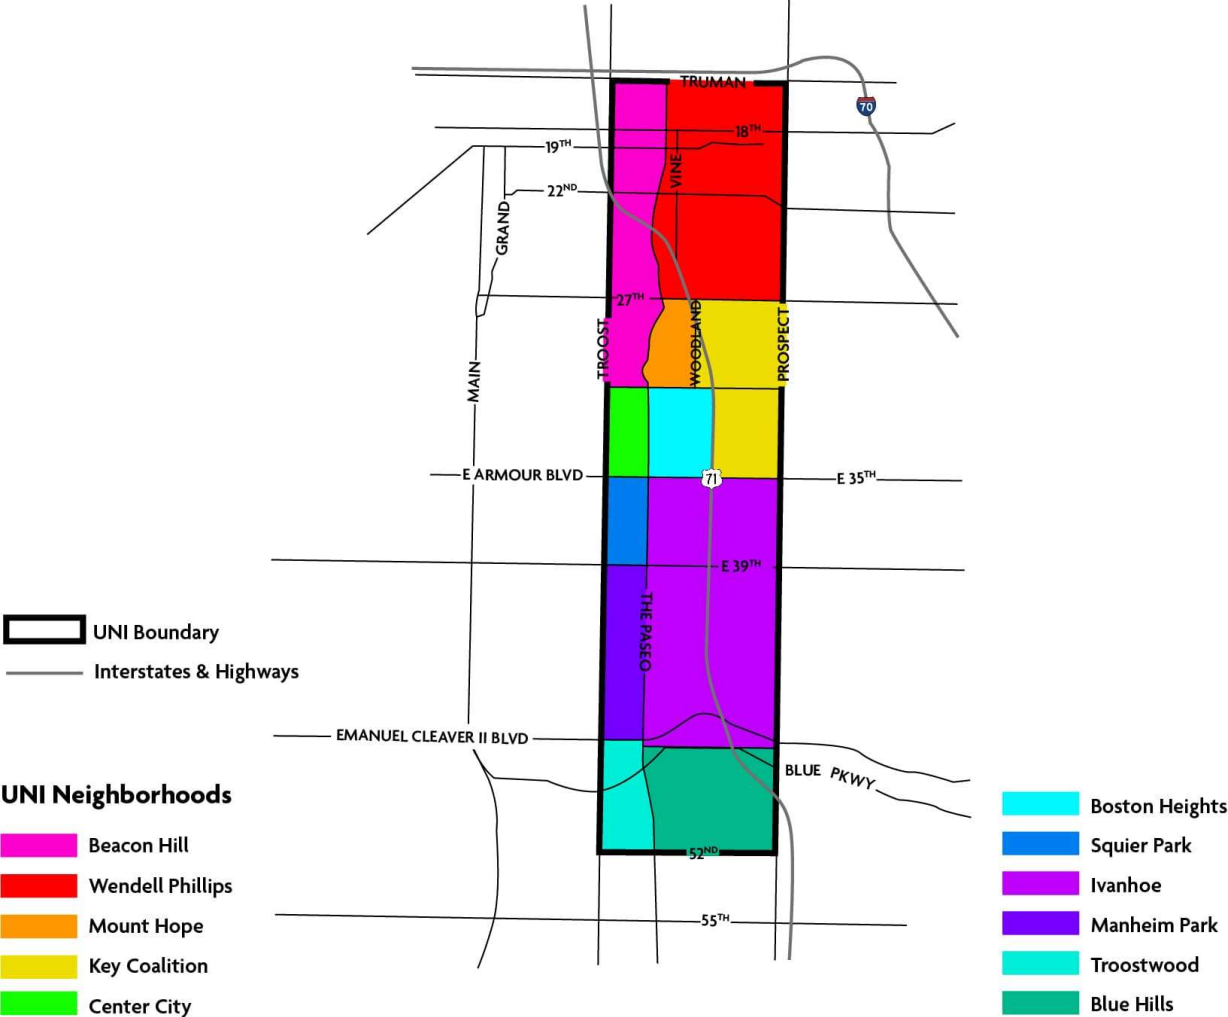 TRUMAN
70
18TH
19TH
VINE
22ND
GRAND
27TH
WOODLAND
TROOST
PROSPECT
MAIN
E ARMOUR BLVD
71
E 35TH
E 39TH
THE PASEO
UNI Boundary
Interstates & Highways
EMANUEL CLEAVER II BLVD
BLUE PKWY
52ND
55TH
UNI Neighborhoods
Beacon Hill
Wendell Phillips
Mount Hope
Key Coalition
Center City
Boston Heights
Squier Park
Ivanhoe
Manheim Park
Troostwood
Blue Hills